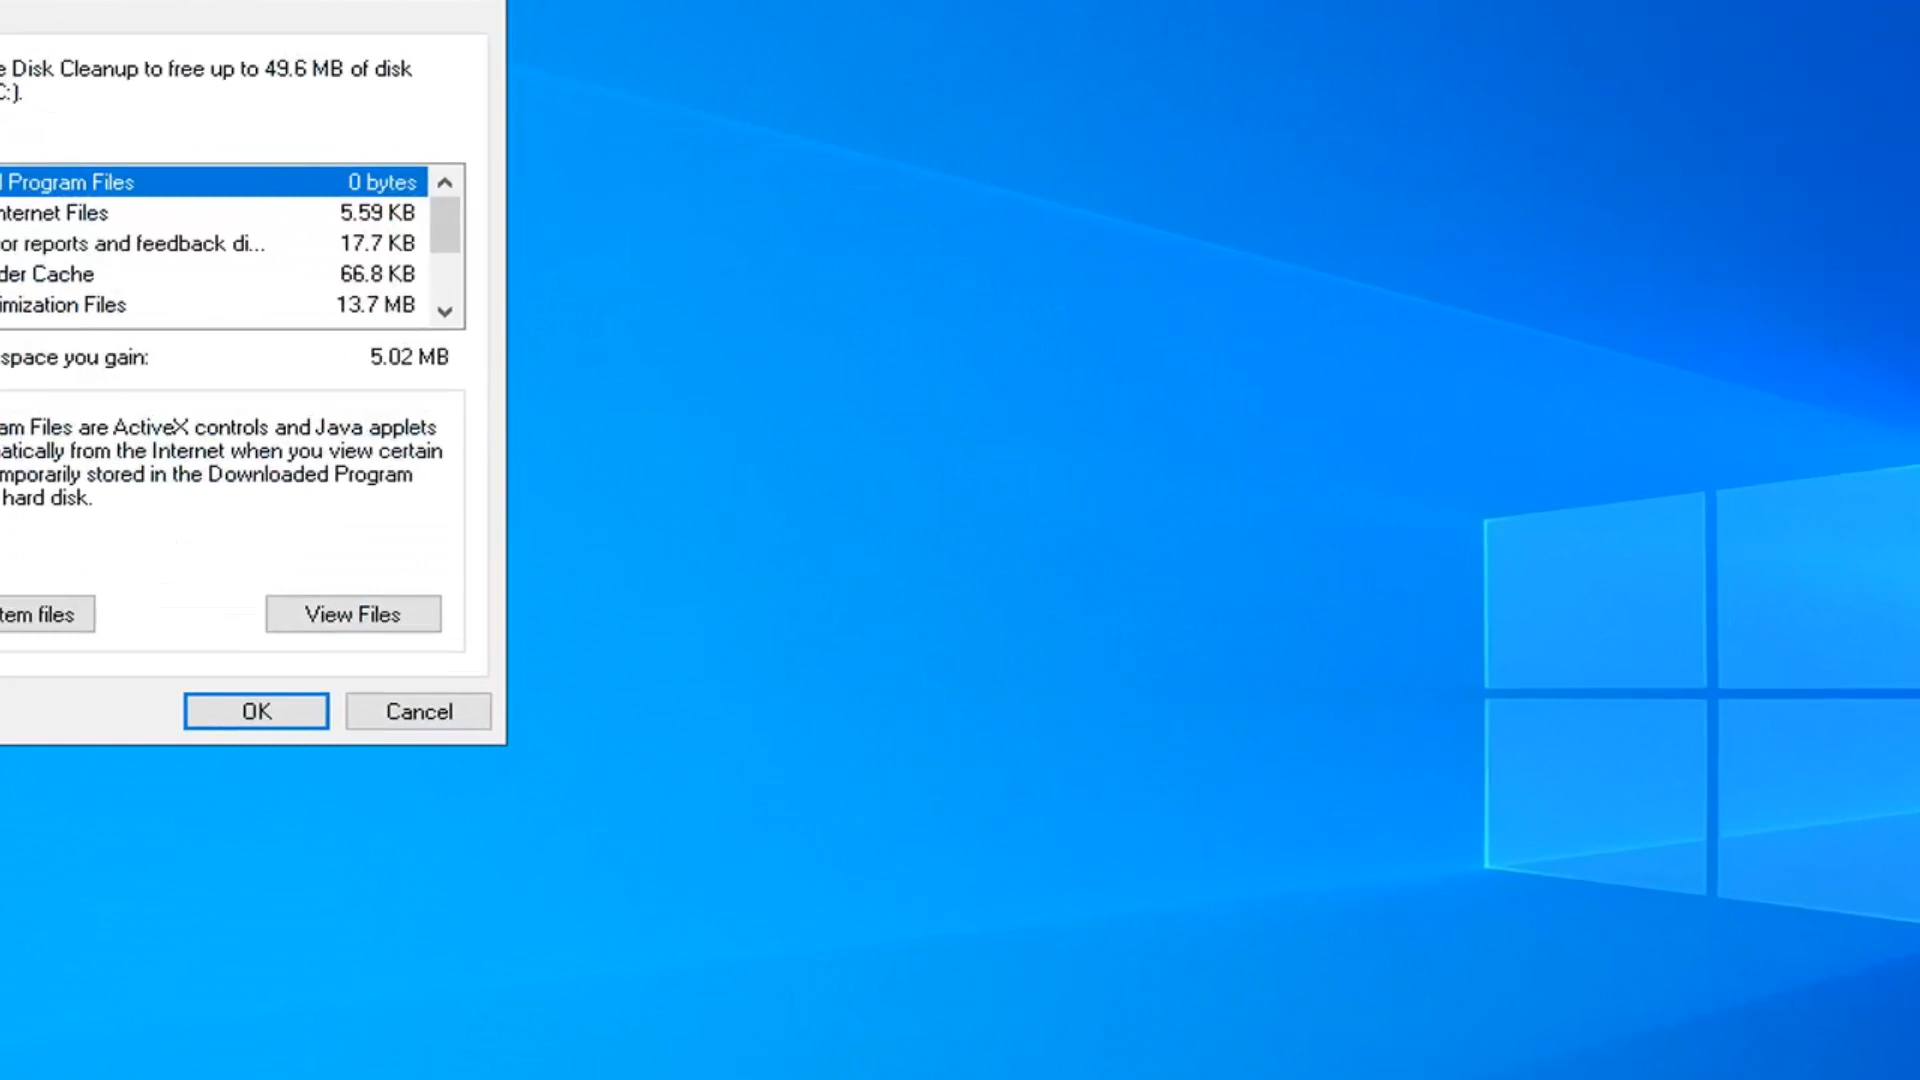 e Disk Cleanup to free up to 49.6 MB of disk
C:).
Program Files 0 bytes
nternet Files 5.59 KB
or reports and feedback di... 17.7 KB
der Cache 66.8 KB
imization Files 13.7 MB
space you gain: 5.02 MB
am Files are ActiveX controls and Java applets
atically from the Internet when you view certain
mporarily stored in the Downloaded Program
hard disk.
tem files View Files
OK Cancel